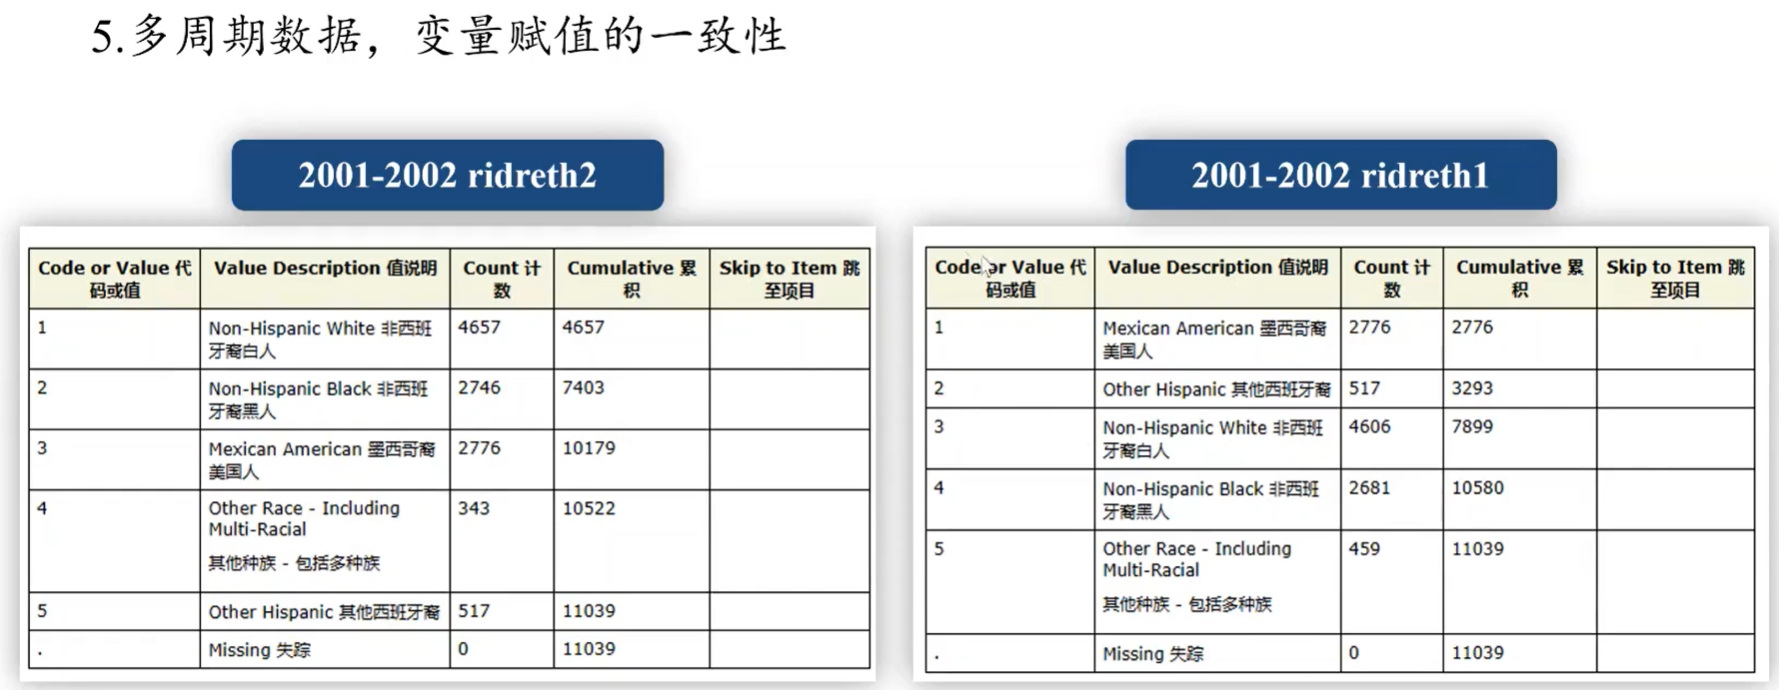 5.多周期数据，变量赋值的一致性
2001-2002 ridreth2
Code or Value 代码或值 Value Description 值说明 Count 计数 Cumulative 累积 Skip to Item 跳至项目
1 Non-Hispanic White 非西班牙裔白人 4657 4657
2 Non-Hispanic Black 非西班牙裔黑人 2746 7403
3 Mexican American 墨西哥裔美国人 2776 10179
4 Other Race - Including Multi-Racial 其他种族 - 包括多种族 343 10522
5 Other Hispanic 其他西班牙裔 517 11039
. Missing 失踪 0 11039
2001-2002 ridreth1
Code or Value 代码或值 Value Description 值说明 Count 计数 Cumulative 累积 Skip to Item 跳至项目
1 Mexican American 墨西哥裔美国人 2776 2776
2 Other Hispanic 其他西班牙裔 517 3293
3 Non-Hispanic White 非西班牙裔白人 4606 7899
4 Non-Hispanic Black 非西班牙裔黑人 2681 10580
5 Other Race - Including Multi-Racial 其他种族 - 包括多种族 459 11039
. Missing 失踪 0 11039